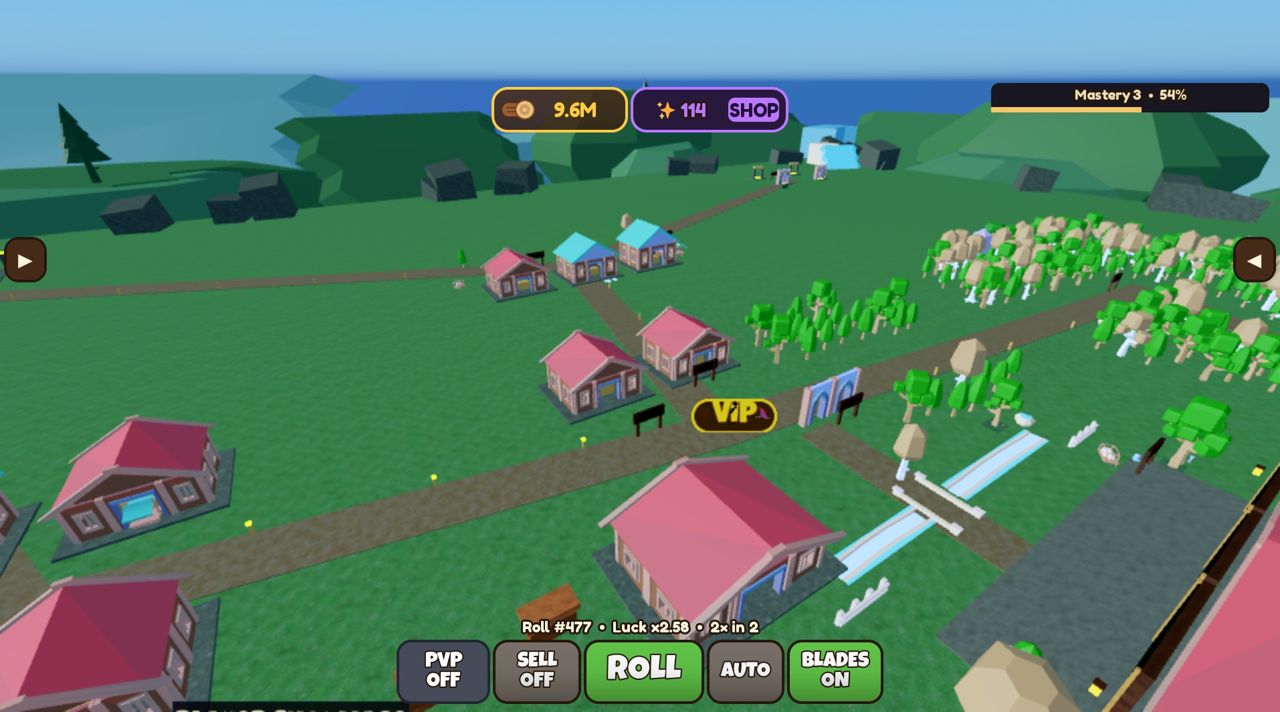 9.6M
114 SHOP
Mastery 3 • 54%
VIP
Roll #477 • Luck x2.58 • 2x in 2
PVP
OFF
SELL
OFF
ROLL
AUTO
BLADES
ON